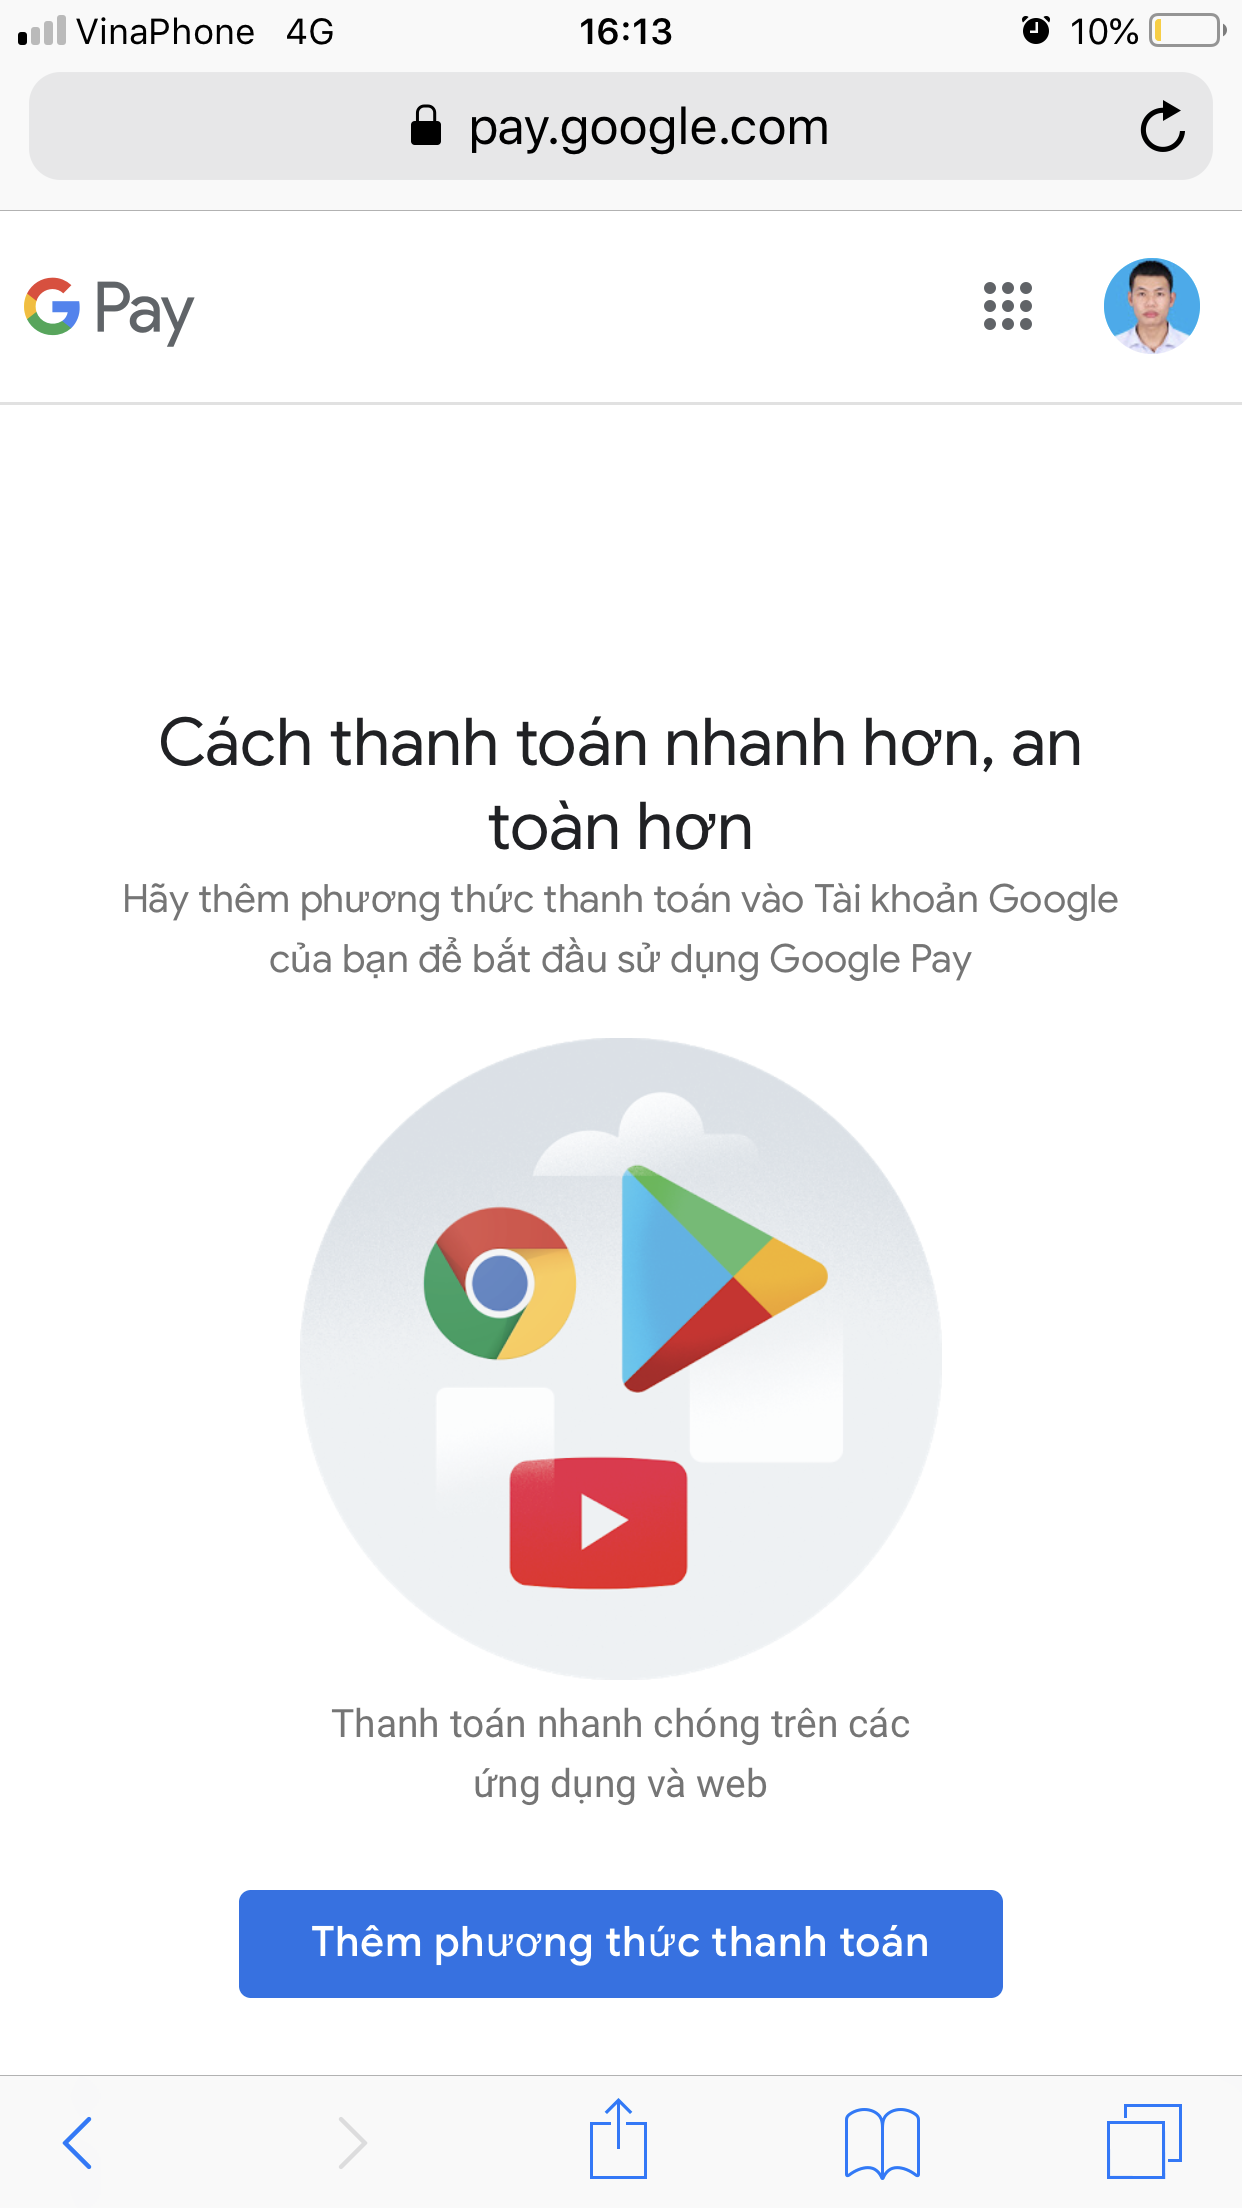 VinaPhone 4G 16:13 10%
pay.google.com
G Pay
Cách thanh toán nhanh hơn, an
toàn hơn
Hãy thêm phương thức thanh toán vào Tài khoản Google
của bạn để bắt đầu sử dụng Google Pay
Thanh toán nhanh chóng trên các
ứng dụng và web
Thêm phương thức thanh toán